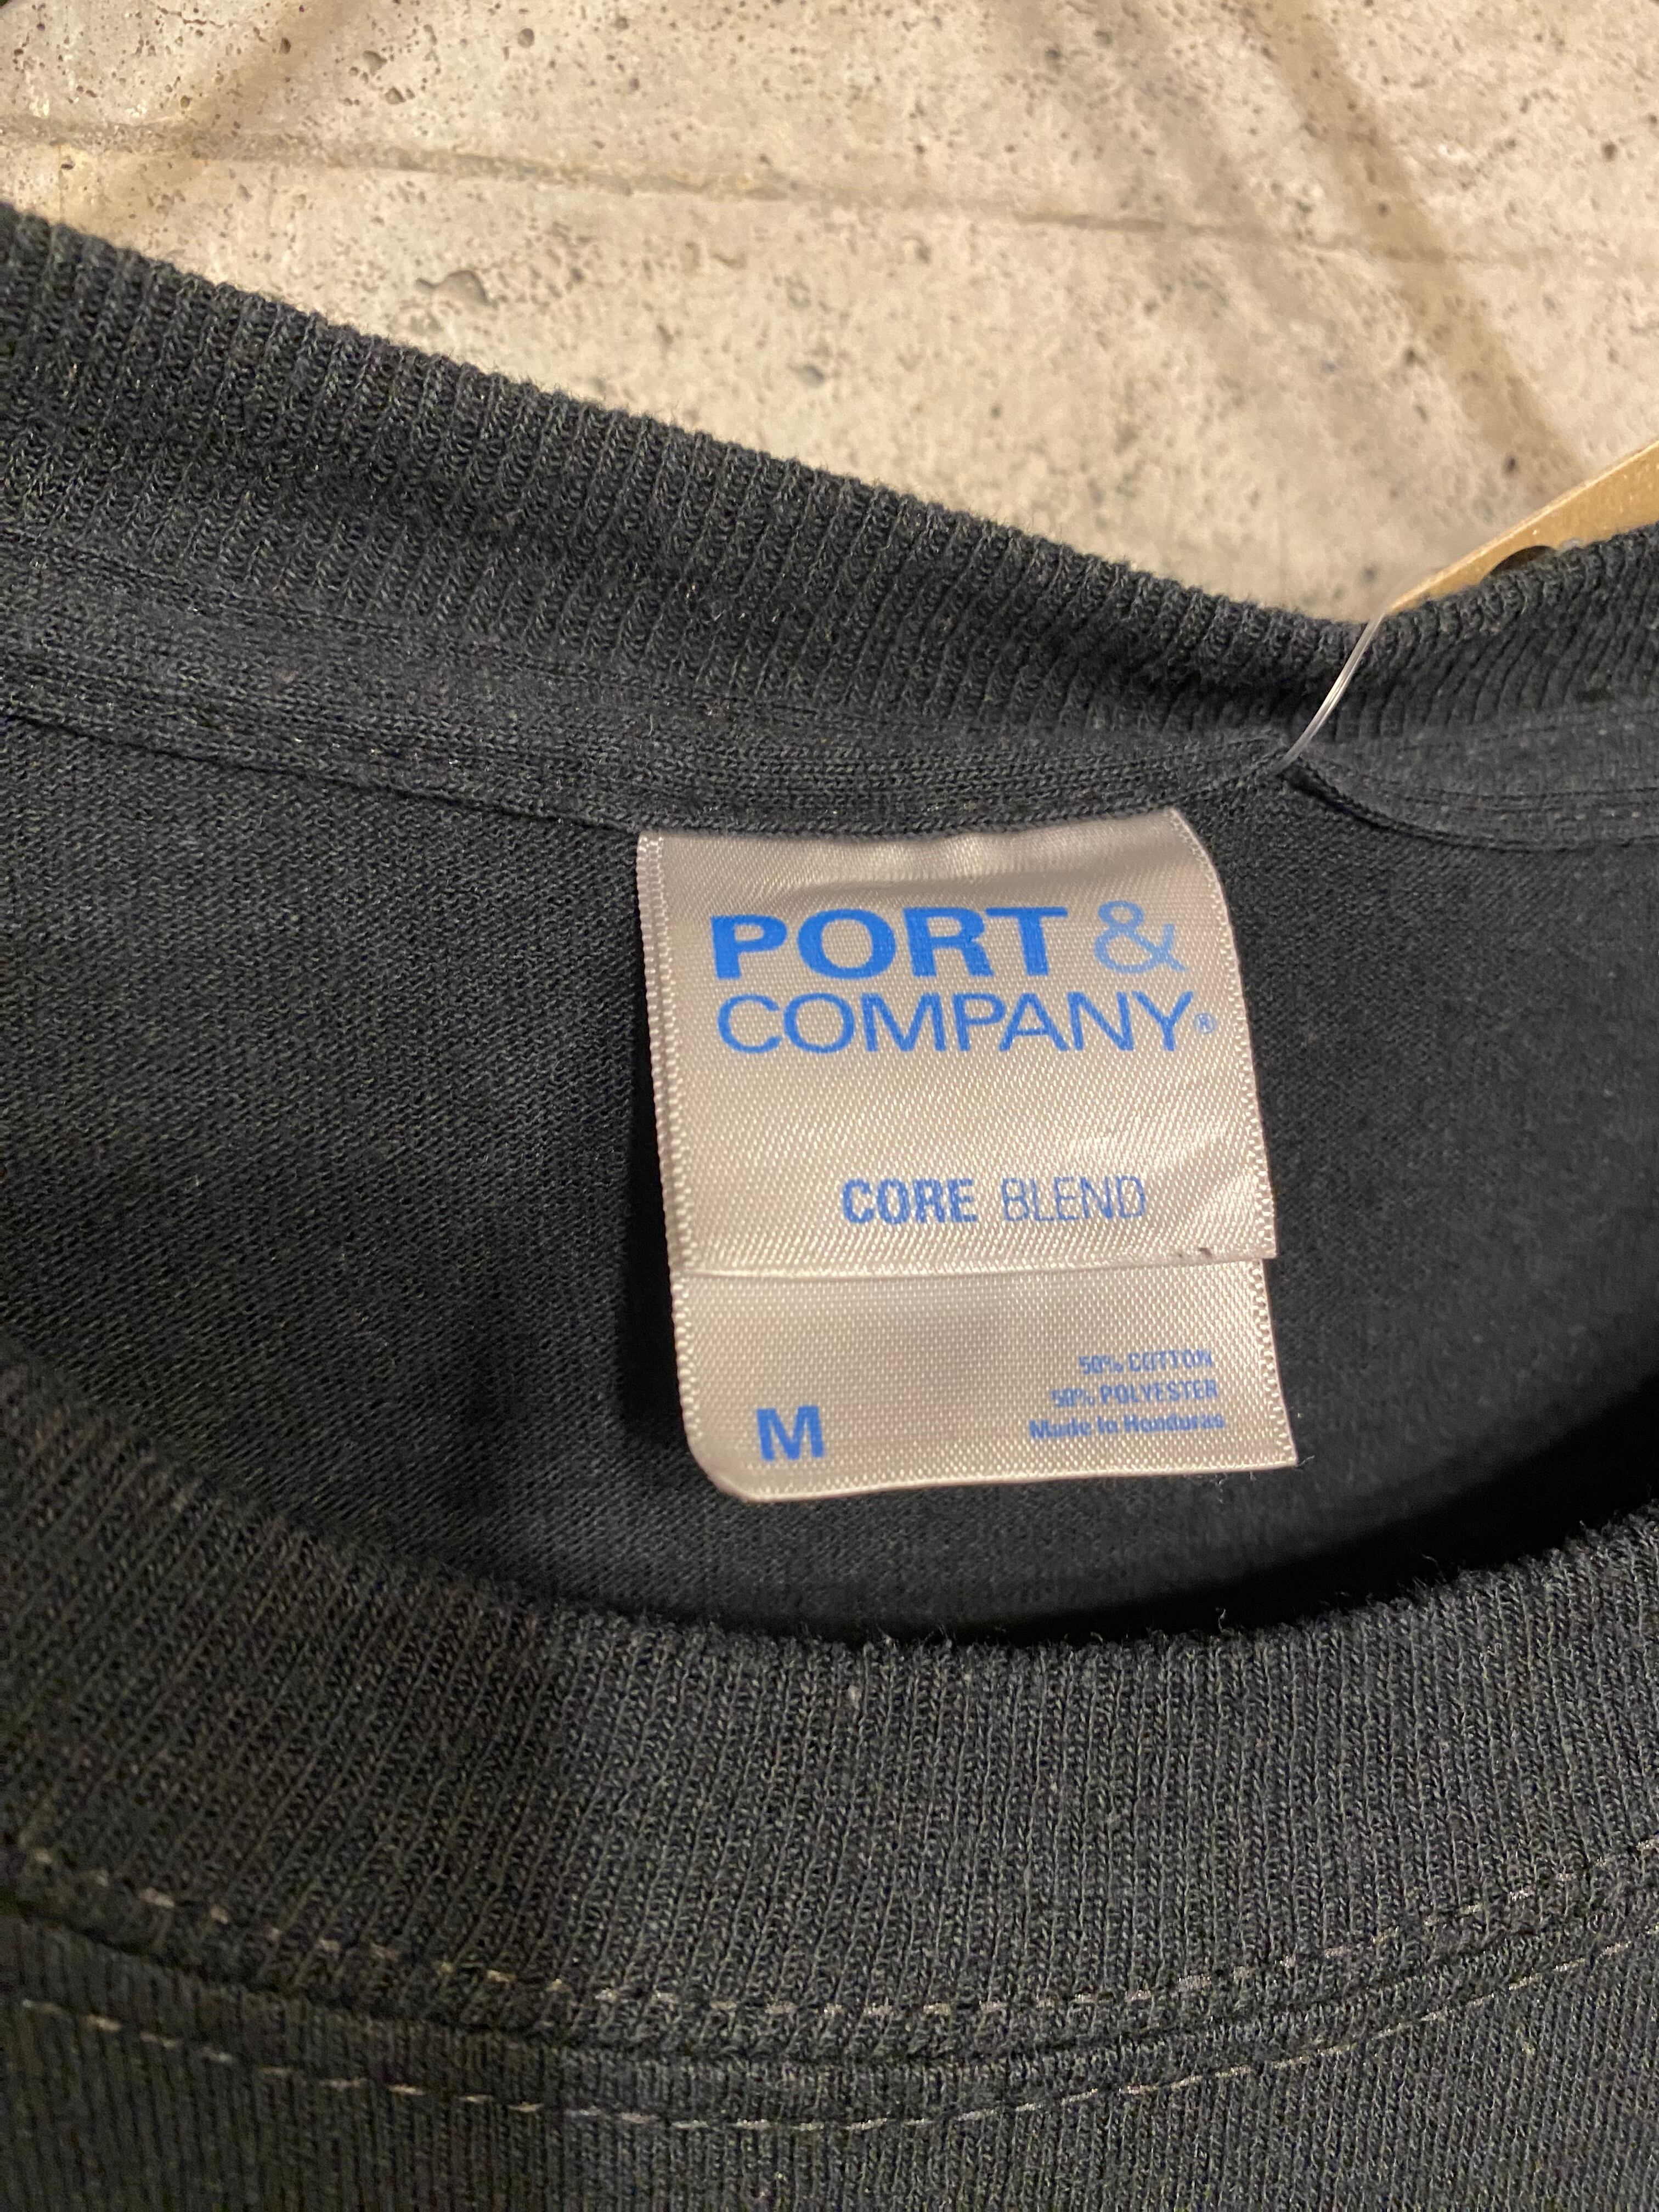 PORT &
COMPANY®
CORE BLEND
50% COTTON
50% POLYESTER
Made In Honduras
M